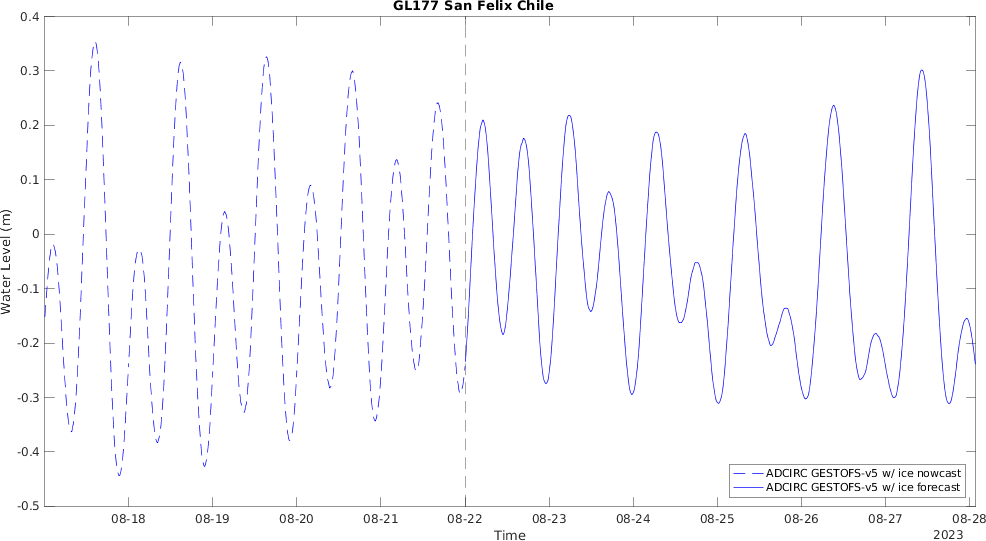 GL177 San Felix Chile
0.4
0.3
0.2
0.1
0
-0.1
-0.2
-0.3
-0.4
-0.5
Water Level (m)
ADCIRC GESTOFS-v5 w/ ice nowcast
ADCIRC GESTOFS-v5 w/ ice forecast
08-18 08-19 08-20 08-21 08-22 08-23 08-24 08-25 08-26 08-27 08-28
Time
2023